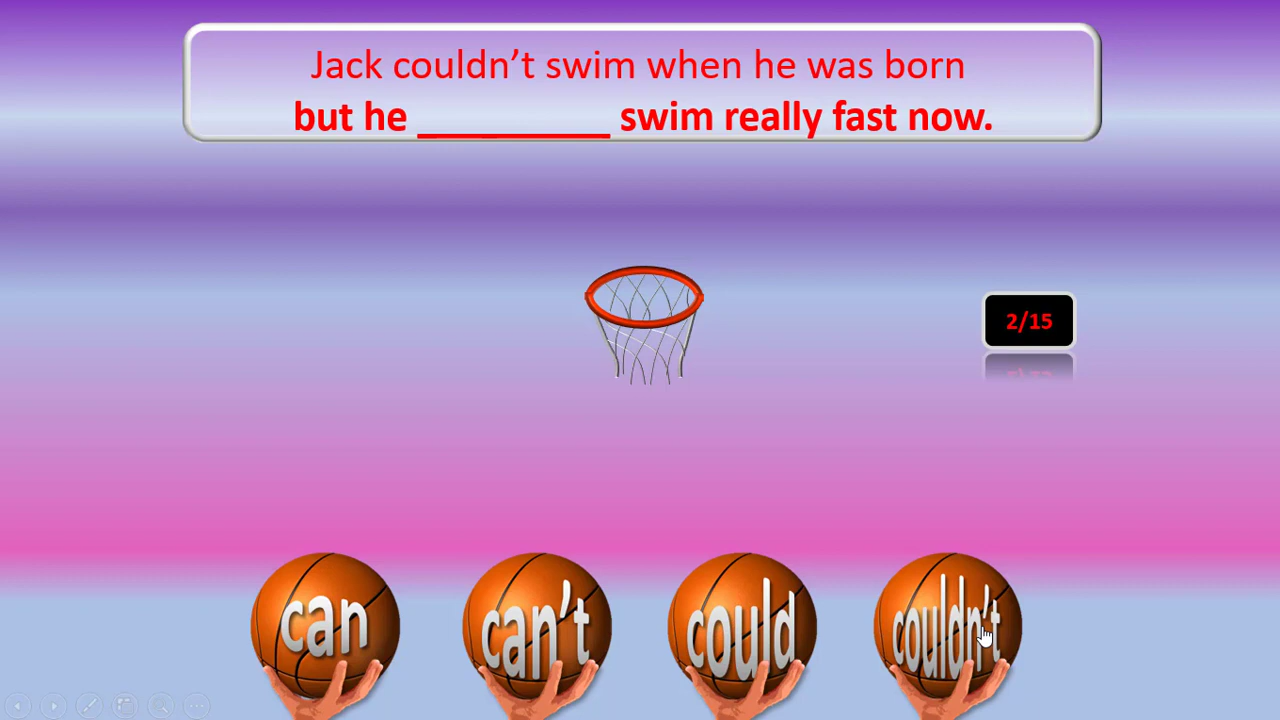 Jack couldn’t swim when he was born
but he _________ swim really fast now.
2/15
can
can’t
could
couldn’t